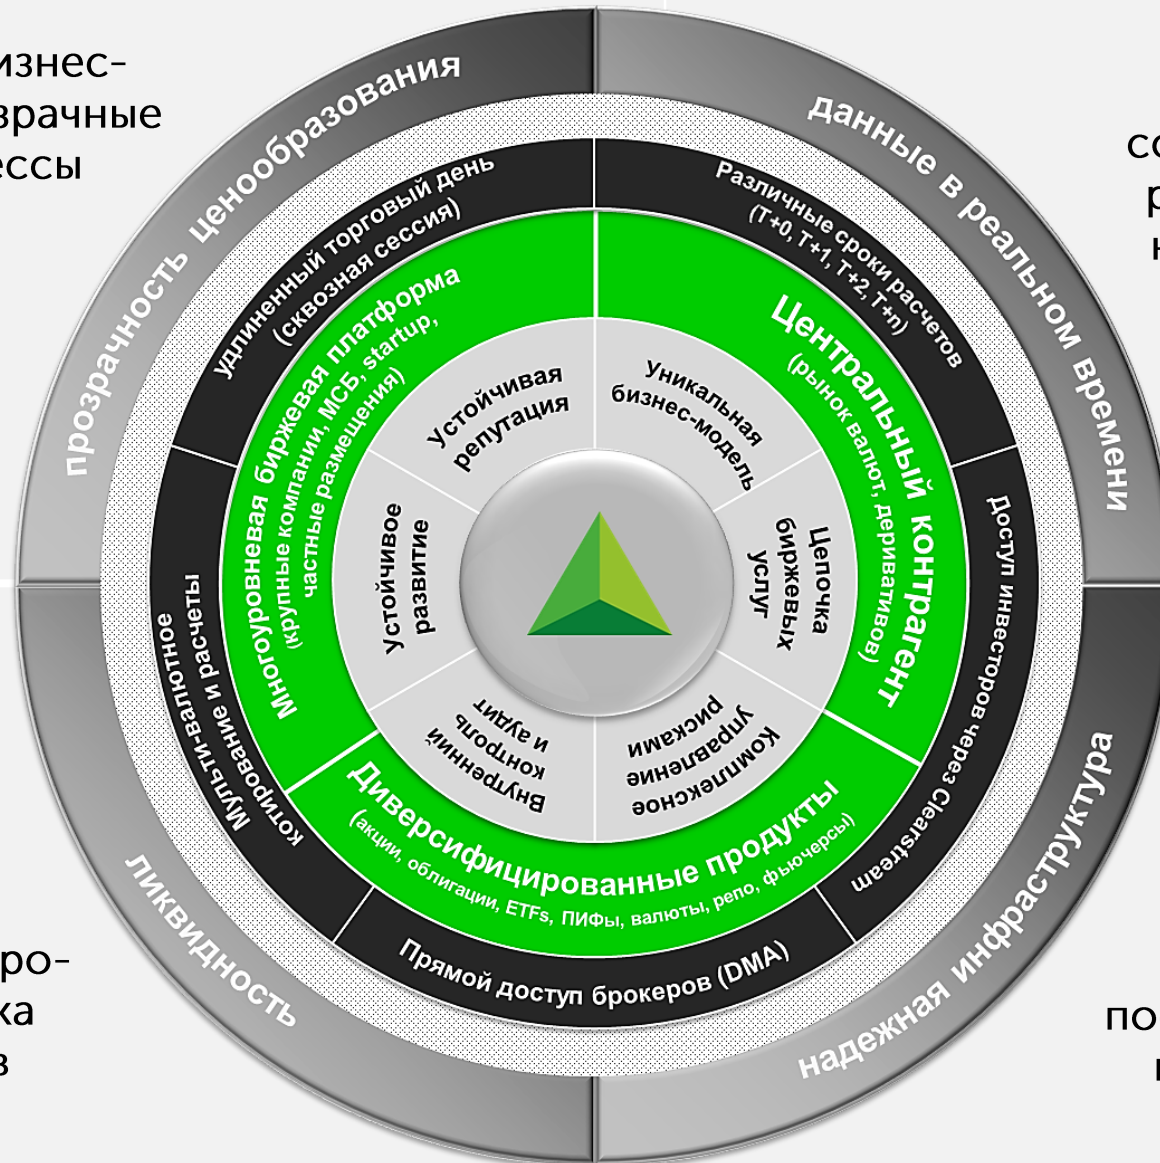 изнес-
зрачные
ессы
ро-
ка
в
со
р
н
по
прозрачность ценообразования
данные в реальном времени
надежная инфраструктура
ликвидность
удлиненный торговый день
(сквозная сессия)
Различные сроки расчетов
(T+0, T+1, T+2, T+n)
Доступ инвесторов через Clearstream
Прямой доступ брокеров (DMA)
Мульти-валютное
котирование и расчеты
Многоуровневая биржевая платформа
(крупные компании, МСБ, startup,
частные размещения)
Центральный контрагент
(рынок валют, деривативов)
Диверсифицированные продукты
(акции, облигации, ETFs, ПИФы, валюты, репо, фьючерсы)
Устойчивая
репутация
Уникальная
бизнес-модель
Цепочка
биржевых
услуг
Комплексное
управление
рисками
Внутренний
контроль
и аудит
Устойчивое
развитие